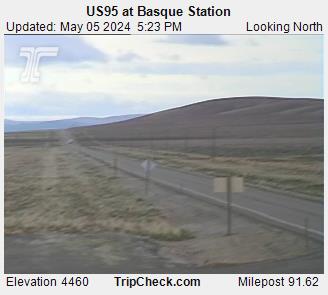 US95 at Basque Station
Updated: May 05 2024 5:23 PM Looking North
Elevation 4460 TripCheck.com Milepost 91.62